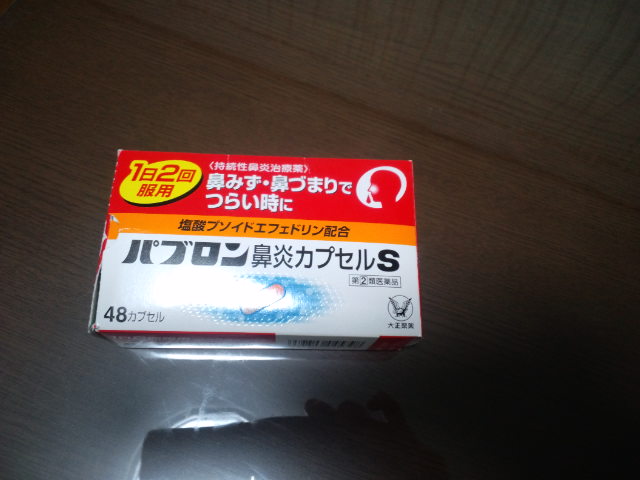 1日2回
服用
〈持続性鼻炎治療薬〉
鼻みず・鼻づまりで
つらい時に
塩酸プソイドエフェドリン配合
パブロン鼻炎カプセルS
指②類医薬品
48カプセル
大正製薬